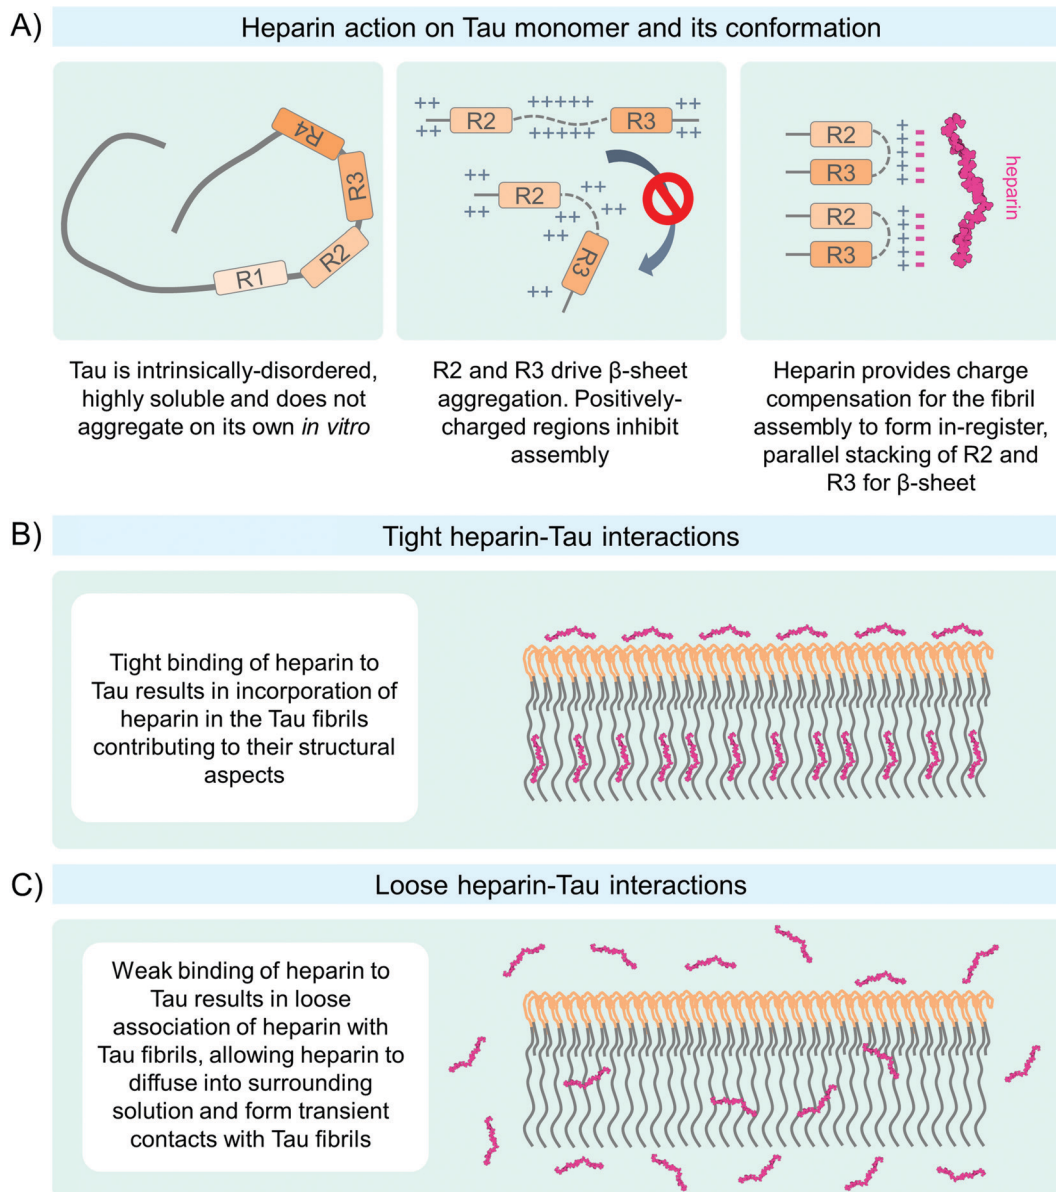 A)
Heparin action on Tau monomer and its conformation
R4
R3
R2
R1
++ +++++ ++
R2 R3
++ +++++ ++
++ ++
R2
++ ++
++
R3
++
R2
R3
R2
R3
+
+
+
+
+
+
+
+
+
+
heparin
Tau is intrinsically-disordered,
highly soluble and does not
aggregate on its own in vitro
R2 and R3 drive β-sheet
aggregation. Positively-
charged regions inhibit
assembly
Heparin provides charge
compensation for the fibril
assembly to form in-register,
parallel stacking of R2 and
R3 for β-sheet
B)
Tight heparin-Tau interactions
Tight binding of heparin to
Tau results in incorporation of
heparin in the Tau fibrils
contributing to their structural
aspects
C)
Loose heparin-Tau interactions
Weak binding of heparin to
Tau results in loose
association of heparin with
Tau fibrils, allowing heparin to
diffuse into surrounding
solution and form transient
contacts with Tau fibrils